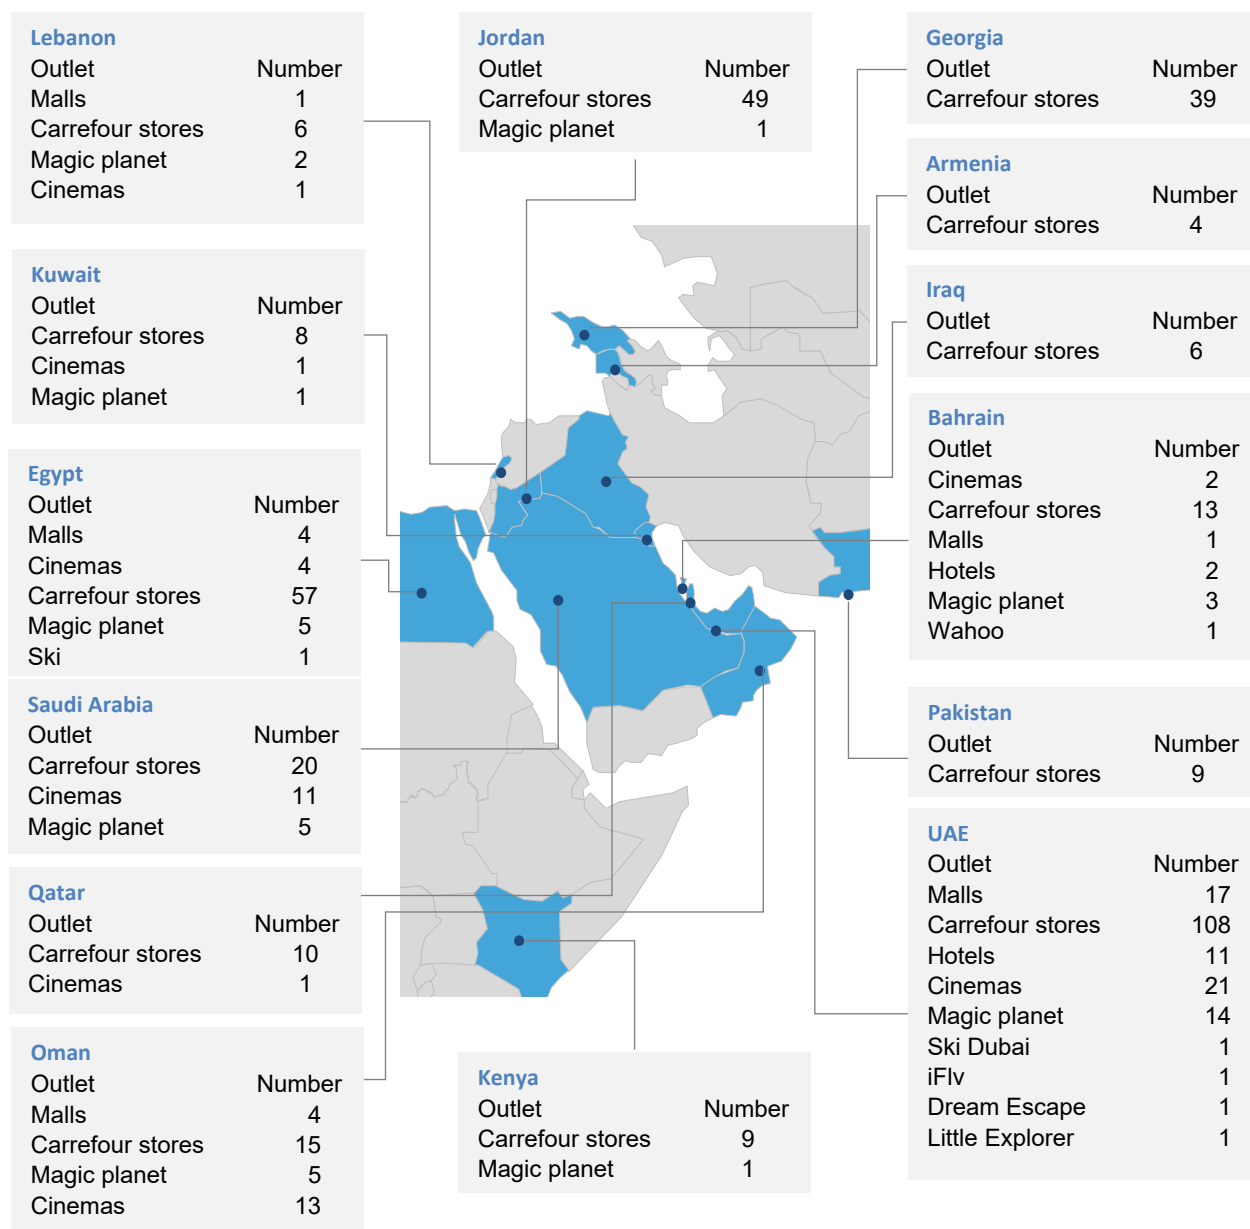 Lebanon
Outlet Number
Malls 1
Carrefour stores 6
Magic planet 2
Cinemas 1
Jordan
Outlet Number
Carrefour stores 49
Magic planet 1
Georgia
Outlet Number
Carrefour stores 39
Armenia
Outlet Number
Carrefour stores 4
Kuwait
Outlet Number
Carrefour stores 8
Cinemas 1
Magic planet 1
Iraq
Outlet Number
Carrefour stores 6
Bahrain
Outlet Number
Cinemas 2
Carrefour stores 13
Malls 1
Hotels 2
Magic planet 3
Wahoo 1
Egypt
Outlet Number
Malls 4
Cinemas 4
Carrefour stores 57
Magic planet 5
Ski 1
Saudi Arabia
Outlet Number
Carrefour stores 20
Cinemas 11
Magic planet 5
Pakistan
Outlet Number
Carrefour stores 9
Qatar
Outlet Number
Carrefour stores 10
Cinemas 1
UAE
Outlet Number
Malls 17
Carrefour stores 108
Hotels 11
Cinemas 21
Magic planet 14
Ski Dubai 1
iFlv 1
Dream Escape 1
Little Explorer 1
Oman
Outlet Number
Malls 4
Carrefour stores 15
Magic planet 5
Cinemas 13
Kenya
Outlet Number
Carrefour stores 9
Magic planet 1